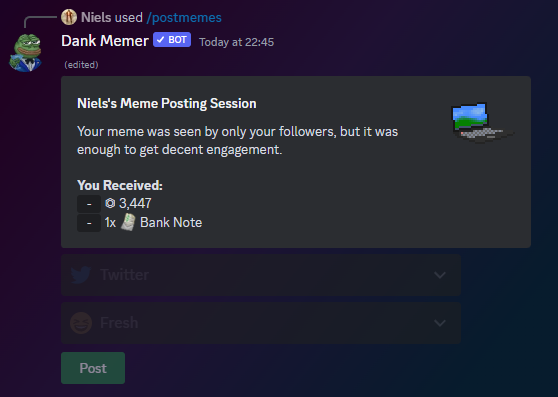 Niels used /postmemes
Dank Memer ✓ BOT Today at 22:45
(edited)
Niels's Meme Posting Session
Your meme was seen by only your followers, but it was
enough to get decent engagement.
You Received:
- ⏣ 3,447
- 1x Bank Note
Twitter
Fresh
Post